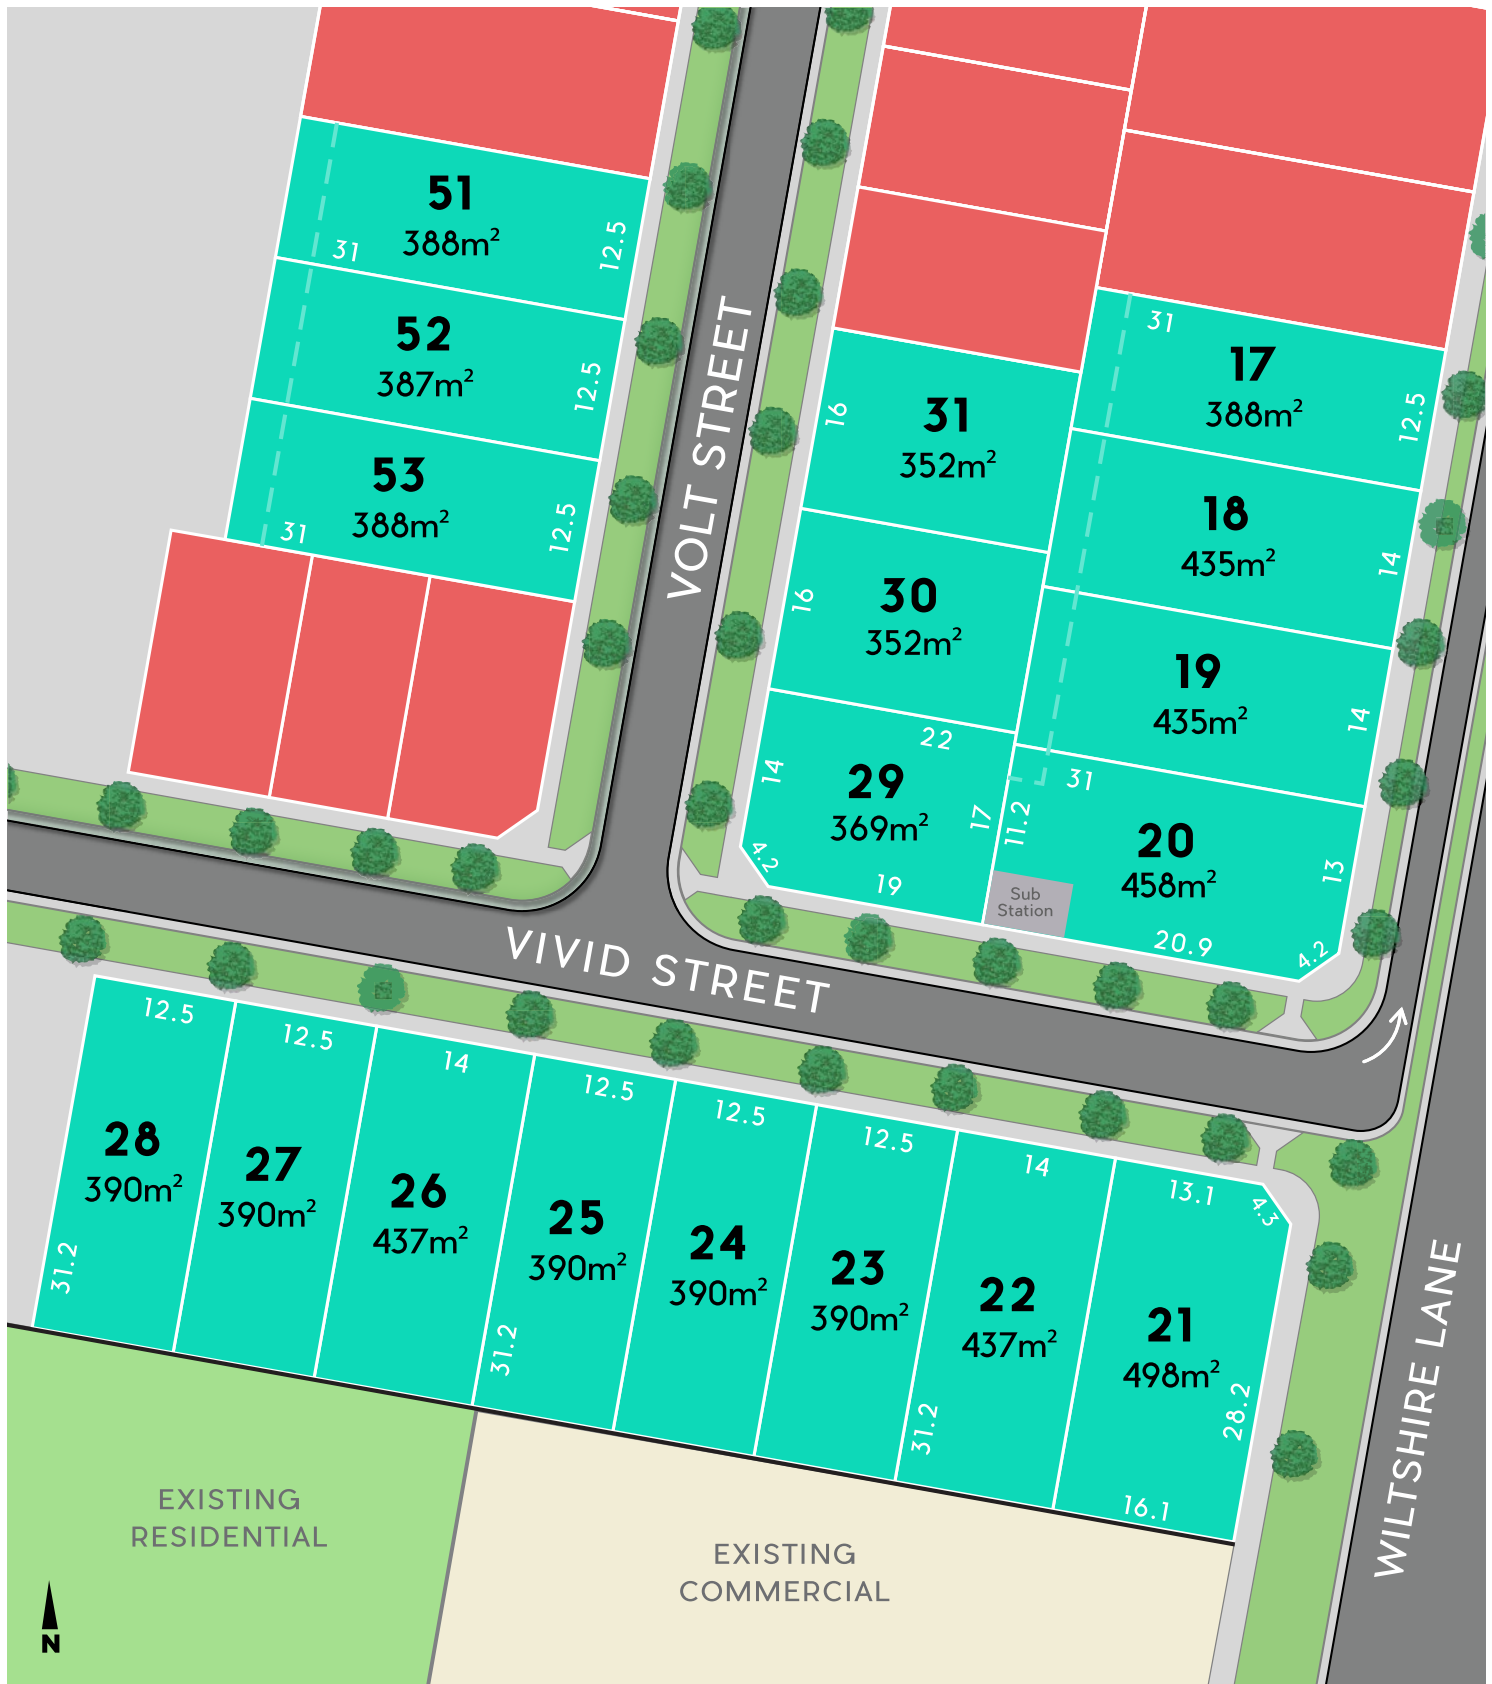 51
388m²
31
12.5
52
387m²
12.5
53
388m²
31
12.5
VOLT STREET
31
352m²
16
30
352m²
16
22
29
369m²
14
17
4.2
19
31
17
388m²
12.5
18
435m²
14
19
435m²
14
31
11.2
20
458m²
13
Sub
Station
20.9
4.2
VIVID STREET
12.5
28
390m²
31.2
12.5
27
390m²
14
26
437m²
12.5
25
390m²
31.2
12.5
24
390m²
12.5
23
390m²
14
22
437m²
31.2
13.1
4.3
21
498m²
28.2
16.1
WILTSHIRE LANE
EXISTING
RESIDENTIAL
EXISTING
COMMERCIAL
N